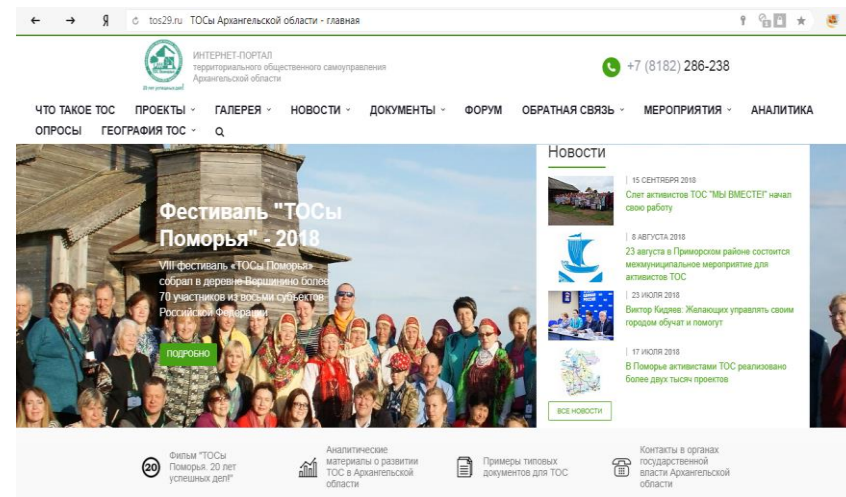 Я tos29.ru ТОСы Архангельской области - главная
ИНТЕРНЕТ-ПОРТАЛ
территориального общественного самоуправления
Архангельской области
20 лет успешных дел!
+7 (8182) 286-238
ЧТО ТАКОЕ ТОС ПРОЕКТЫ ГАЛЕРЕЯ НОВОСТИ ДОКУМЕНТЫ ФОРУМ ОБРАТНАЯ СВЯЗЬ МЕРОПРИЯТИЯ АНАЛИТИКА
ОПРОСЫ ГЕОГРАФИЯ ТОС
Фестиваль "ТОСы
Поморья" - 2018
VIII фестиваль «ТОСы Поморья»
собрал в деревне Вершинино более
70 участников из восьми субъектов
Российской Федерации
ПОДРОБНО
Новости
15 СЕНТЯБРЯ 2018
Слет активистов ТОС "МЫ ВМЕСТЕ!" начал
свою работу
8 АВГУСТА 2018
23 августа в Приморском районе состоится
межмуниципальное мероприятие для
активистов ТОС
23 ИЮЛЯ 2018
Виктор Кидяев: Желающих управлять своим
городом обучат и помогут
17 ИЮЛЯ 2018
В Поморье активистами ТОС реализовано
более двух тысяч проектов
ВСЕ НОВОСТИ
20
Фильм "ТОСы
Поморья. 20 лет
успешных дел!"
Аналитические
материалы о развитии
ТОС в Архангельской
области
Примеры типовых
документов для ТОС
Контакты в органах
государственной
власти Архангельской
области